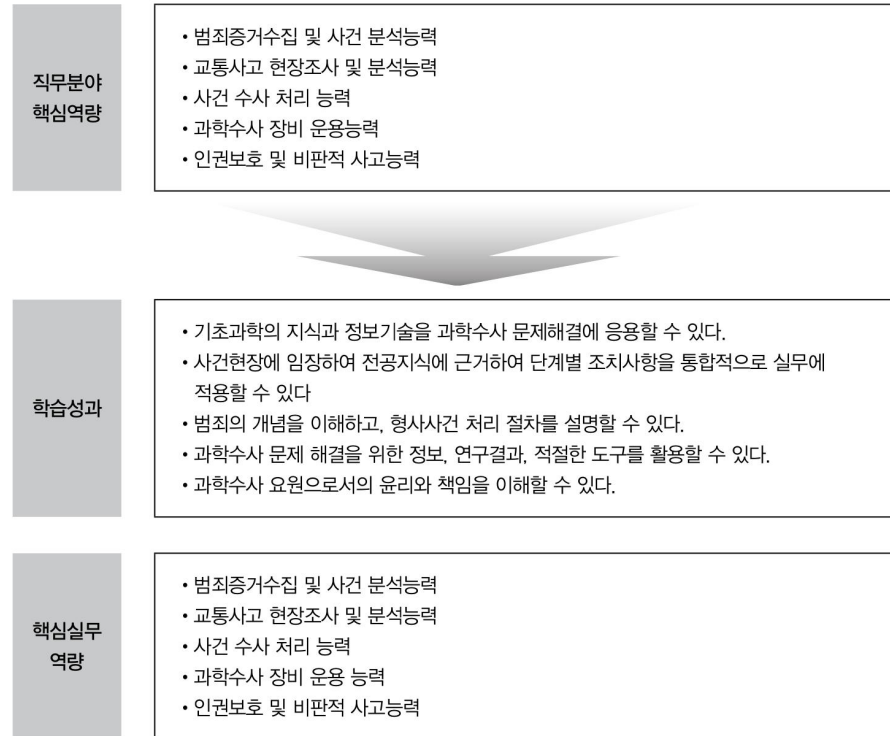 직무분야
핵심역량
• 범죄증거수집 및 사건 분석능력
• 교통사고 현장조사 및 분석능력
• 사건 수사 처리 능력
• 과학수사 장비 운용능력
• 인권보호 및 비판적 사고능력
학습성과
• 기초과학의 지식과 정보기술을 과학수사 문제해결에 응용할 수 있다.
• 사건현장에 임장하여 전공지식에 근거하여 단계별 조치사항을 통합적으로 실무에
적용할 수 있다
• 범죄의 개념을 이해하고, 형사사건 처리 절차를 설명할 수 있다.
• 과학수사 문제 해결을 위한 정보, 연구결과, 적절한 도구를 활용할 수 있다.
• 과학수사 요원으로서의 윤리와 책임을 이해할 수 있다.
핵심실무
역량
• 범죄증거수집 및 사건 분석능력
• 교통사고 현장조사 및 분석능력
• 사건 수사 처리 능력
• 과학수사 장비 운용 능력
• 인권보호 및 비판적 사고능력